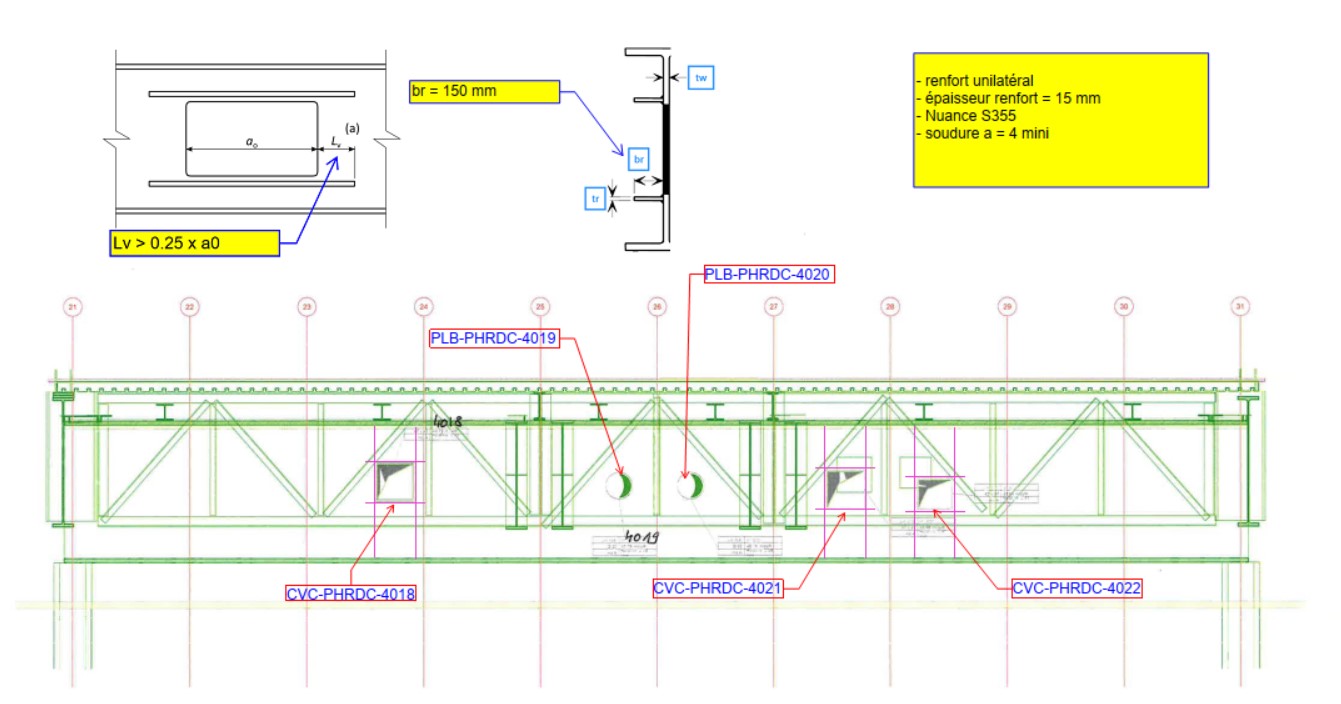 - renfort unilatéral
- épaisseur renfort = 15 mm
- Nuance S355
- soudure a = 4 mini
br = 150 mm
tw
(a)
a₀ Lᵥ
br
tr
Lv > 0.25 x a0
PLB-PHRDC-4020
21 22 23 24 25 26 27 28 29 30 31
PLB-PHRDC-4019
4018
4019
CVC-PHRDC-4018
CVC-PHRDC-4021
CVC-PHRDC-4022